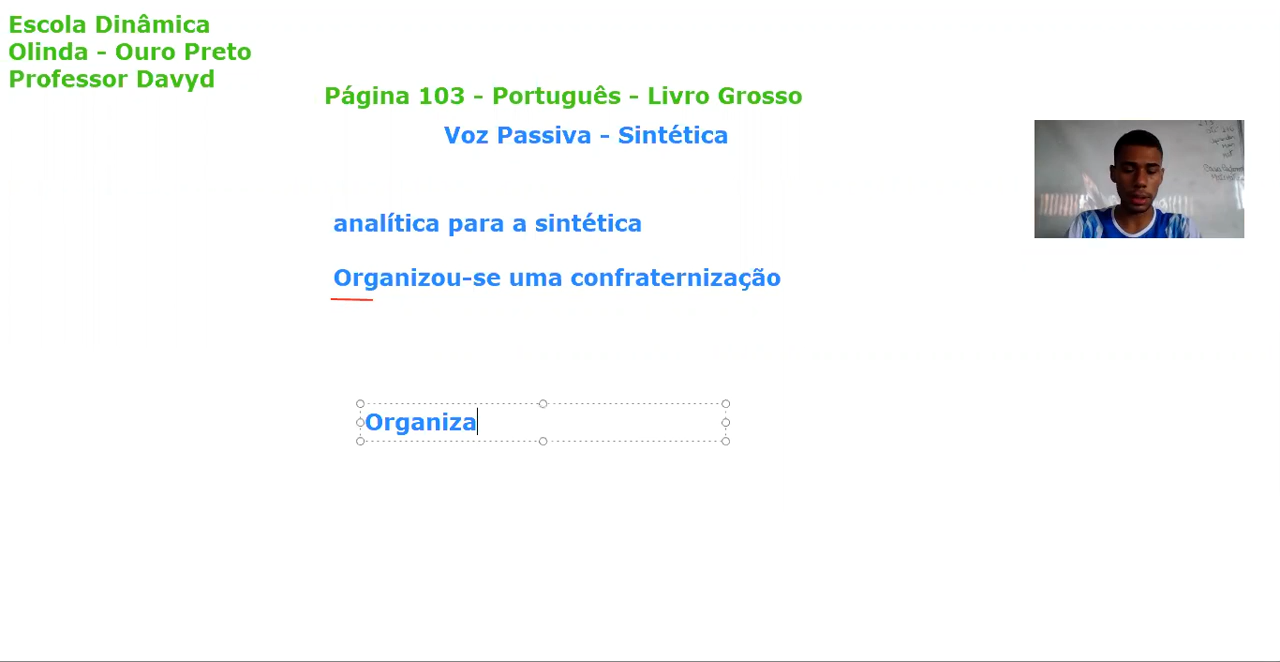 Escola Dinâmica
Olinda - Ouro Preto
Professor Davyd
Página 103 - Português - Livro Grosso
Voz Passiva - Sintética
analítica para a sintética
Organizou-se uma confraternização
Organiza